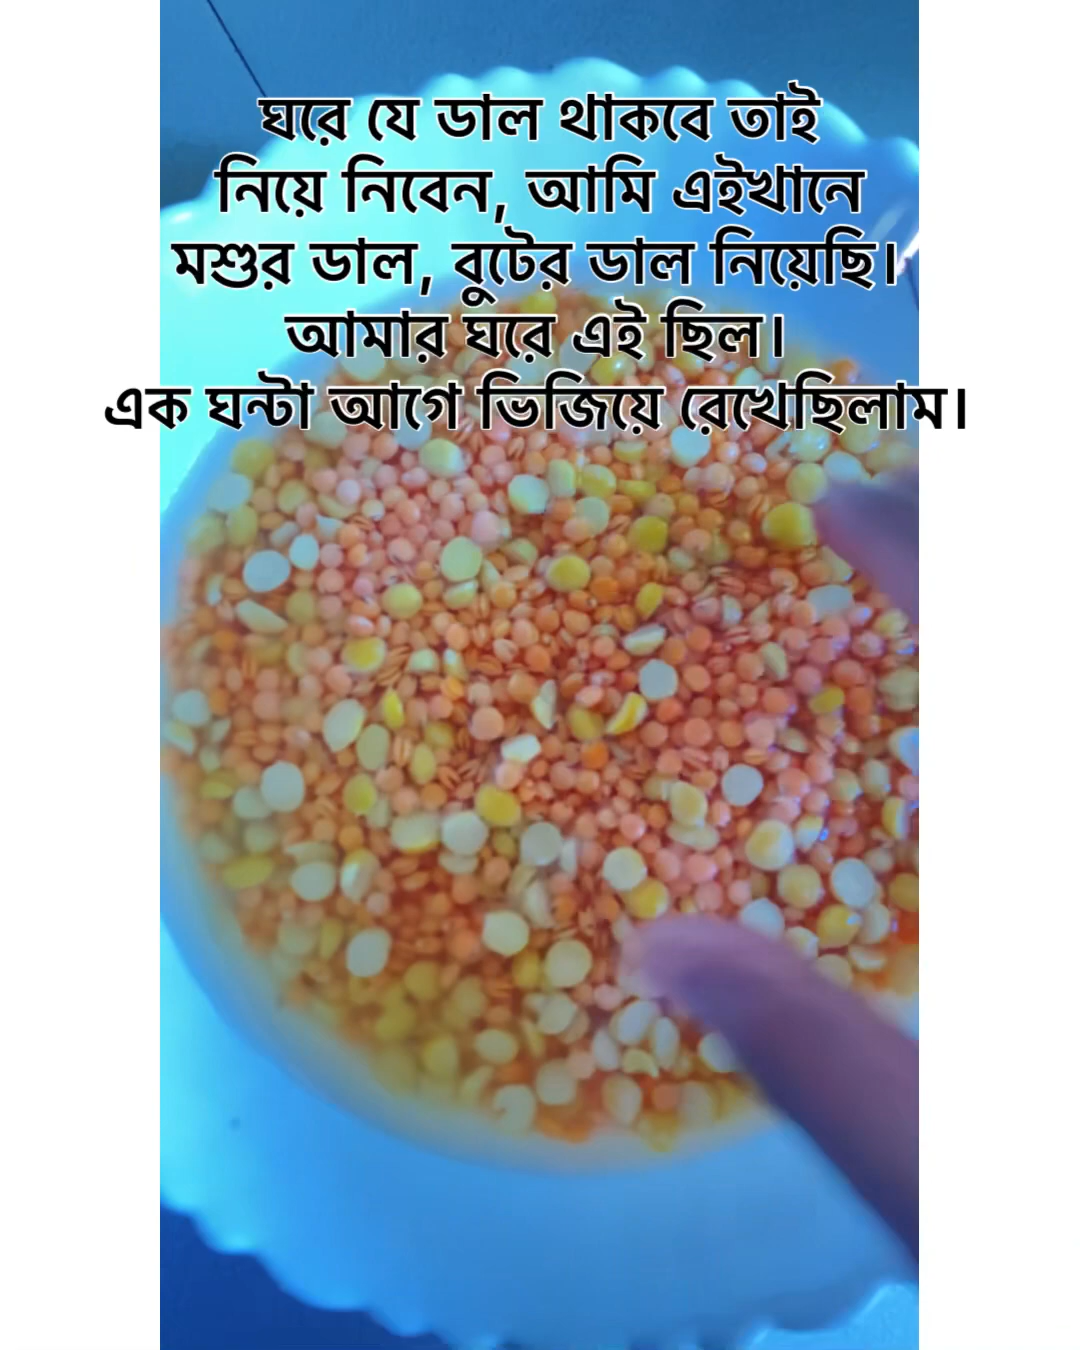 ঘরে যে ডাল থাকবে তাই
নিয়ে নিবেন, আমি এইখানে
মশুর ডাল, বুটের ডাল নিয়েছি।
আমার ঘরে এই ছিল।
এক ঘন্টা আগে ভিজিয়ে রেখেছিলাম।